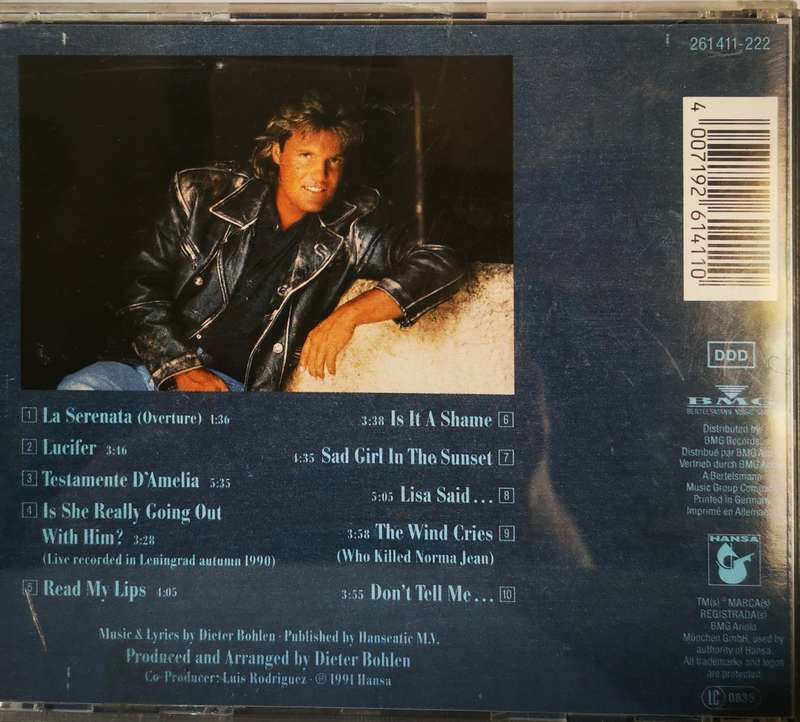 261 411-222
4 007192 614110
DDD
BMG
Distributed by
BMG Records.
Distribué par BMG
Vertrieb durch BMG
A Bertelsmann
Music Group
Printed in
Imprimé en
HANSA
TM(s) ® MARCA(s)
REGISTRADA(s)
BMG Ariola
München GmbH, used by
authority of Hansa.
All trademarks and logos
are protected.
LC 0835
1 La Serenata (Overture) 1:36
2 Lucifer 3:46
3 Testamente D'Amelia 5:35
4 Is She Really Going Out
With Him? 3:28
(Live recorded in Leningrad autumn 1990)
5 Read My Lips 4:05
3:38 Is It A Shame 6
4:35 Sad Girl In The Sunset 7
5:05 Lisa Said... 8
3:58 The Wind Cries 9
(Who Killed Norma Jean)
3:55 Don't Tell Me... 10
Music & Lyrics by Dieter Bohlen · Published by Hanseatic M.V.
Produced and Arranged by Dieter Bohlen
Co-Producer: Luis Rodriguez · ℗ 1991 Hansa